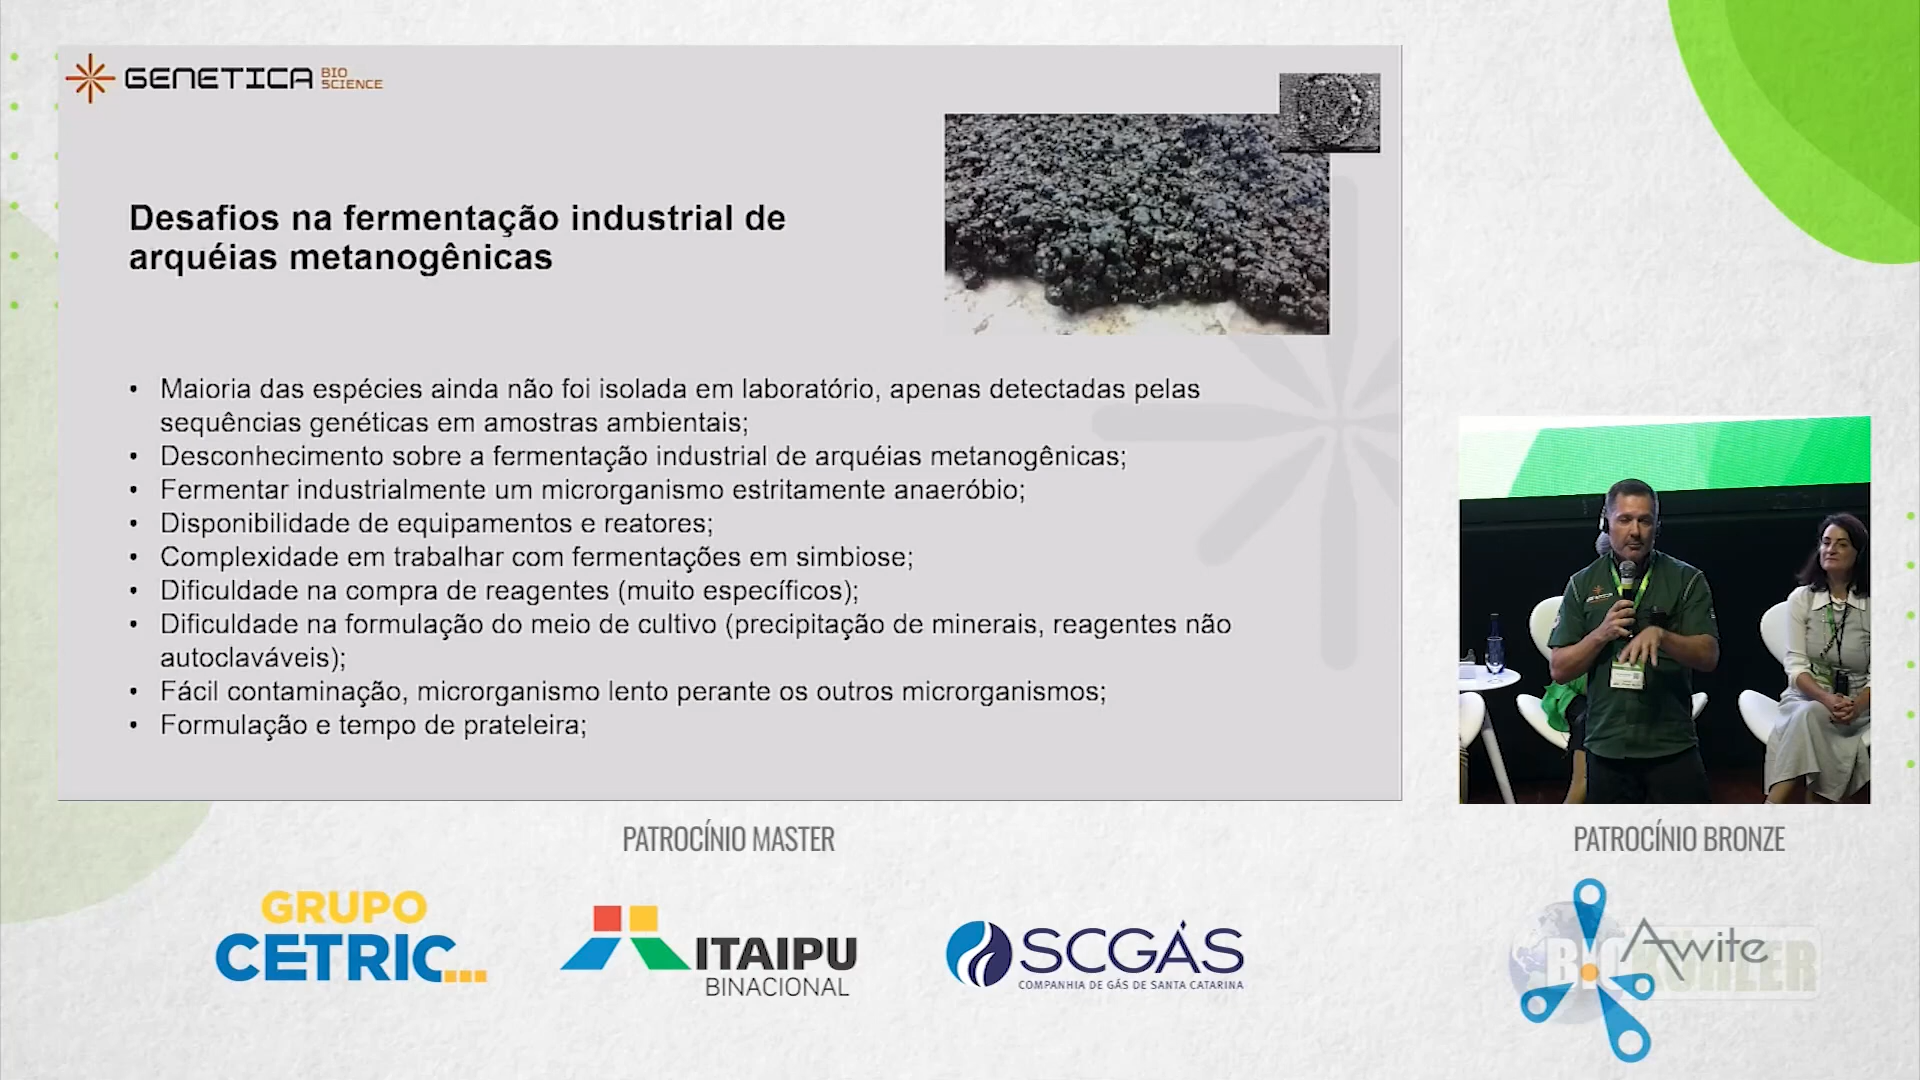 GENETICA BIO SCIENCE
Desafios na fermentação industrial de
arquéias metanogênicas
• Maioria das espécies ainda não foi isolada em laboratório, apenas detectadas pelas
sequências genéticas em amostras ambientais;
• Desconhecimento sobre a fermentação industrial de arquéias metanogênicas;
• Fermentar industrialmente um microrganismo estritamente anaeróbio;
• Disponibilidade de equipamentos e reatores;
• Complexidade em trabalhar com fermentações em simbiose;
• Dificuldade na compra de reagentes (muito específicos);
• Dificuldade na formulação do meio de cultivo (precipitação de minerais, reagentes não
autoclaváveis);
• Fácil contaminação, microrganismo lento perante os outros microrganismos;
• Formulação e tempo de prateleira;
GENETICA
PATROCÍNIO MASTER
PATROCÍNIO BRONZE
GRUPO
CETRIC...
ITAIPU
BINACIONAL
SCGÁS
COMPANHIA DE GÁS DE SANTA CATARINA
Awite